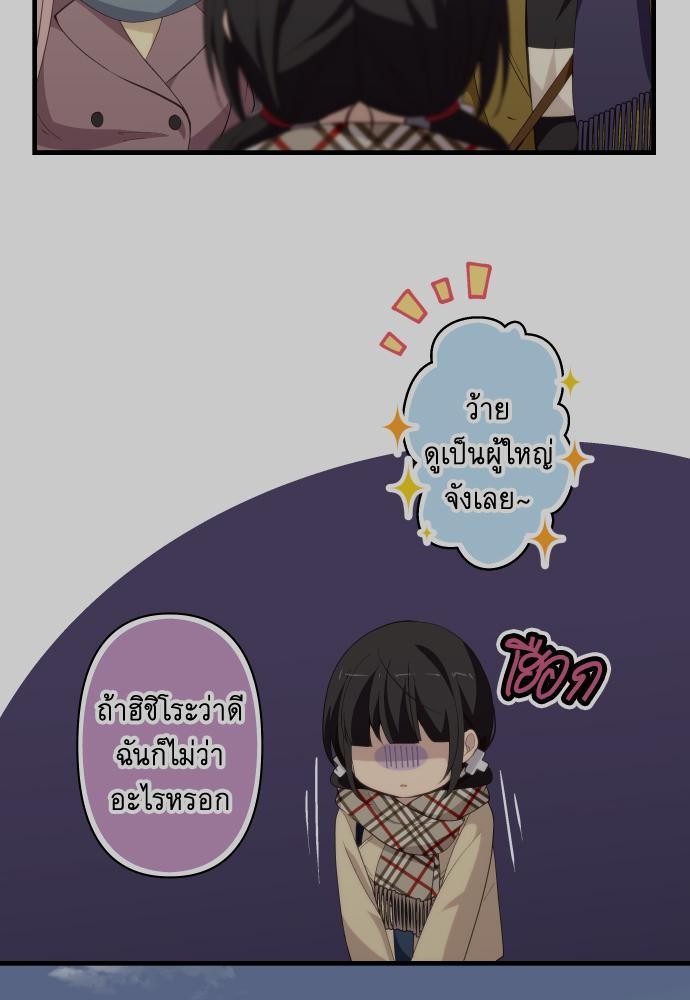 ว้าย
ดูเป็นผู้ใหญ่
จังเลย~
เฮือก
ถ้าฮิชิโระว่าดี
ฉันก็ไม่ว่า
อะไรหรอก